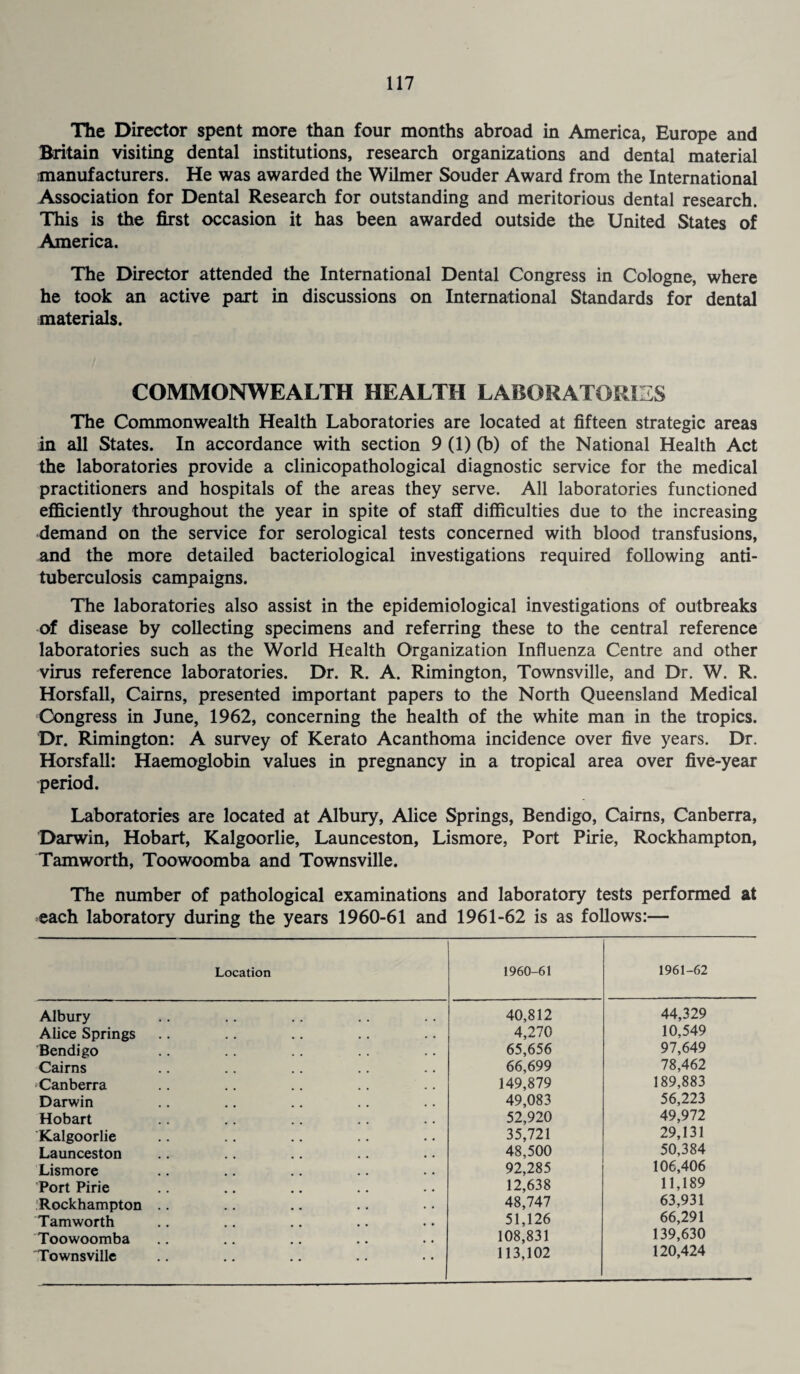 117
The Director spent more than four months abroad in America, Europe and
Britain visiting dental institutions, research organizations and dental material
manufacturers. He was awarded the Wilmer Souder Award from the International
Association for Dental Research for outstanding and meritorious dental research.
This is the first occasion it has been awarded outside the United States of
America.
The Director attended the International Dental Congress in Cologne, where
he took an active part in discussions on International Standards for dental
materials.
COMMONWEALTH HEALTH LABORATORIES
The Commonwealth Health Laboratories are located at fifteen strategic areas
in all States. In accordance with section 9 (1) (b) of the National Health Act
the laboratories provide a clinicopathological diagnostic service for the medical
practitioners and hospitals of the areas they serve. All laboratories functioned
efficiently throughout the year in spite of staff difficulties due to the increasing
demand on the service for serological tests concerned with blood transfusions,
and the more detailed bacteriological investigations required following anti-
tuberculosis campaigns.
The laboratories also assist in the epidemiological investigations of outbreaks
of disease by collecting specimens and referring these to the central reference
laboratories such as the World Health Organization Influenza Centre and other
virus reference laboratories. Dr. R. A. Rimington, Townsville, and Dr. W. R.
Horsfall, Cairns, presented important papers to the North Queensland Medical
Congress in June, 1962, concerning the health of the white man in the tropics.
Dr. Rimington: A survey of Kerato Acanthoma incidence over five years. Dr.
Horsfall: Haemoglobin values in pregnancy in a tropical area over five-year
period.
Laboratories are located at Albury, Alice Springs, Bendigo, Cairns, Canberra,
Darwin, Hobart, Kalgoorlie, Launceston, Lismore, Port Pirie, Rockhampton,
Tamworth, Toowoomba and Townsville.
The number of pathological examinations and laboratory tests performed at
each laboratory during the years 1960-61 and 1961-62 is as follows:—
Location 1960-61 1961-62
Albury .. .. .. .. .. 40,812 44,329
Alice Springs .. .. .. .. .. 4,270 10,549
Bendigo .. .. .. .. .. 65,656 97,649
Cairns .. .. .. .. .. 66,699 78,462
Canberra .. .. .. .. .. 149,879 189,883
Darwin .. .. .. .. .. 49,083 56,223
Hobart .. .. .. .. .. 52,920 49,972
Kalgoorlie .. .. .. .. .. 35,721 29,131
Launceston .. .. .. .. .. 48,500 50,384
Lismore .. .. .. .. .. 92,285 106,406
Port Pirie .. .. .. .. .. 12,638 11,189
Rockhampton .. .. .. .. .. 48,747 63,931
Tamworth .. .. .. .. .. 51,126 66,291
Toowoomba .. .. .. .. .. 108,831 139,630
Townsville .. .. .. .. .. 113,102 120,424